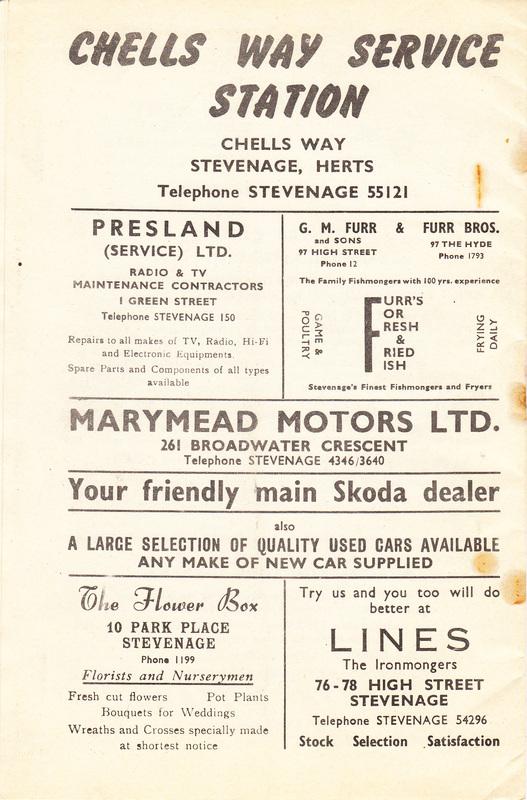 CHELLS WAY SERVICE
STATION
CHELLS WAY
STEVENAGE, HERTS
Telephone STEVENAGE 55121
PRESLAND
(SERVICE) LTD.
RADIO & TV
MAINTENANCE CONTRACTORS
1 GREEN STREET
Telephone STEVENAGE 150
Repairs to all makes of TV, Radio, Hi-Fi
and Electronic Equipments.
Spare Parts and Components of all types
available
G. M. FURR & FURR BROS.
and SONS
97 HIGH STREET
Phone 12
97 THE HYDE
Phone 1793
The Family Fishmongers with 100 yrs. experience
GAME &
POULTRY
FURR'S
OR
RESH
&
RIED
ISH
FRYING
DAILY
Stevenage's Finest Fishmongers and Fryers
MARYMEAD MOTORS LTD.
261 BROADWATER CRESCENT
Telephone STEVENAGE 4346/3640
Your friendly main Skoda dealer
also
A LARGE SELECTION OF QUALITY USED CARS AVAILABLE
ANY MAKE OF NEW CAR SUPPLIED
The Flower Box
10 PARK PLACE
STEVENAGE
Phone 1199
Florists and Nurserymen
Fresh cut flowers Pot Plants
Bouquets for Weddings
Wreaths and Crosses specially made
at shortest notice
Try us and you too will do
better at
LINES
The Ironmongers
76-78 HIGH STREET
STEVENAGE
Telephone STEVENAGE 54296
Stock Selection Satisfaction